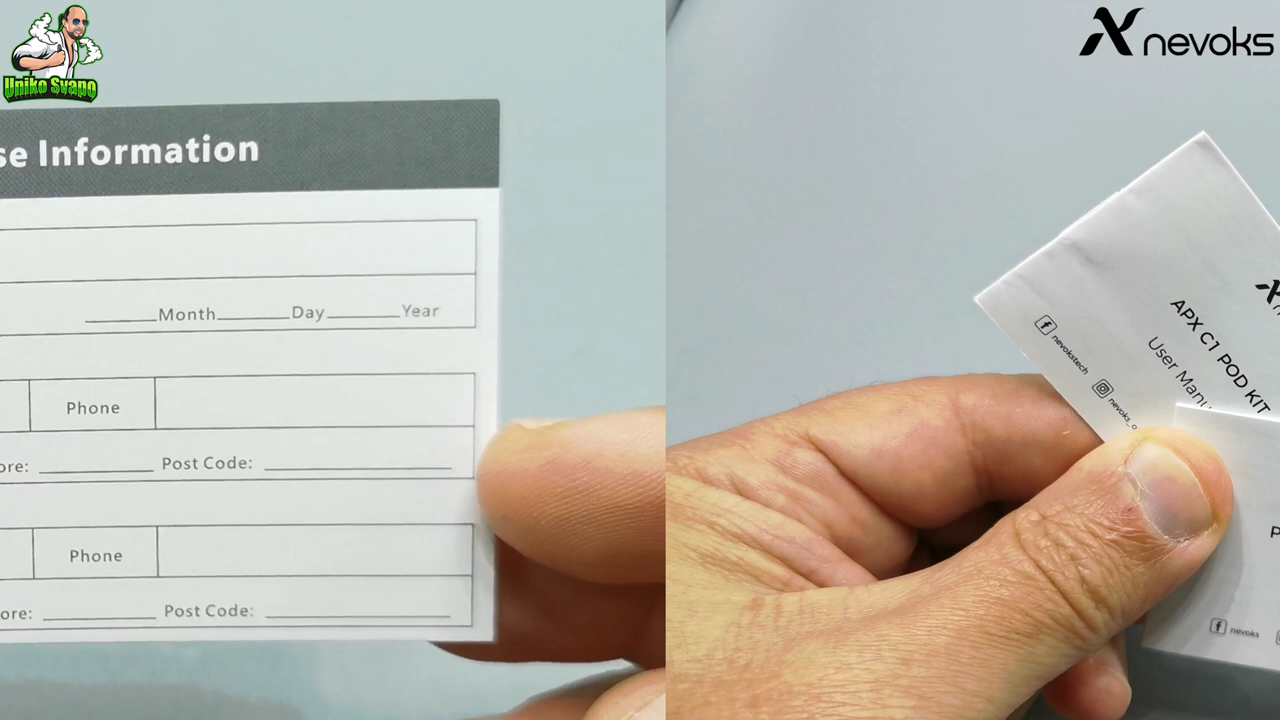 Uniko Svapo
se Information
Month Day Year
Phone
ore: Post Code:
Phone
ore: Post Code:
nevoks
APX C1 POD KIT
User Manu
nevokstech
nevoks_o
P
nevoks